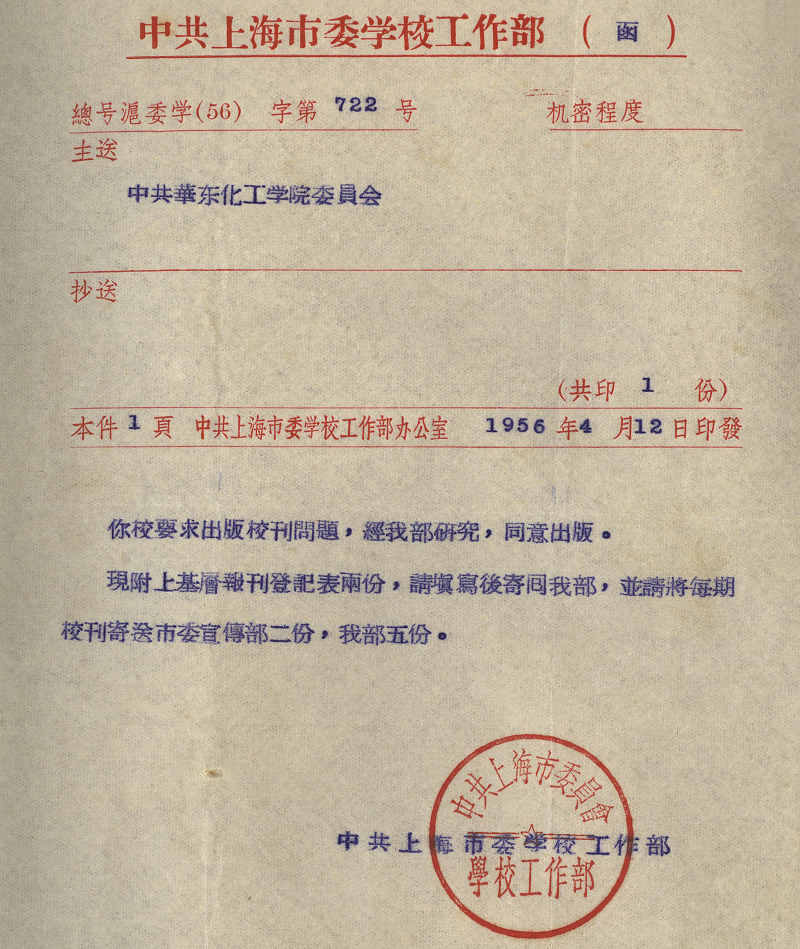 中共上海市委学校工作部（函）
總号滬委学(56) 字第 722 号 机密程度
主送
中共華东化工学院委員会
抄送
(共印 1 份)
本件 1 頁 中共上海市委学校工作部办公室 1956 年 4 月 12 日印發
你校要求出版校刊問題，經我部研究，同意出版。
現附上基層報刊登記表兩份，請塡寫後寄囘我部，並請將每期
校刊寄送市委宣傳部二份，我部五份。
中共上海市委員會
中共上海市委学校工作部
學校工作部